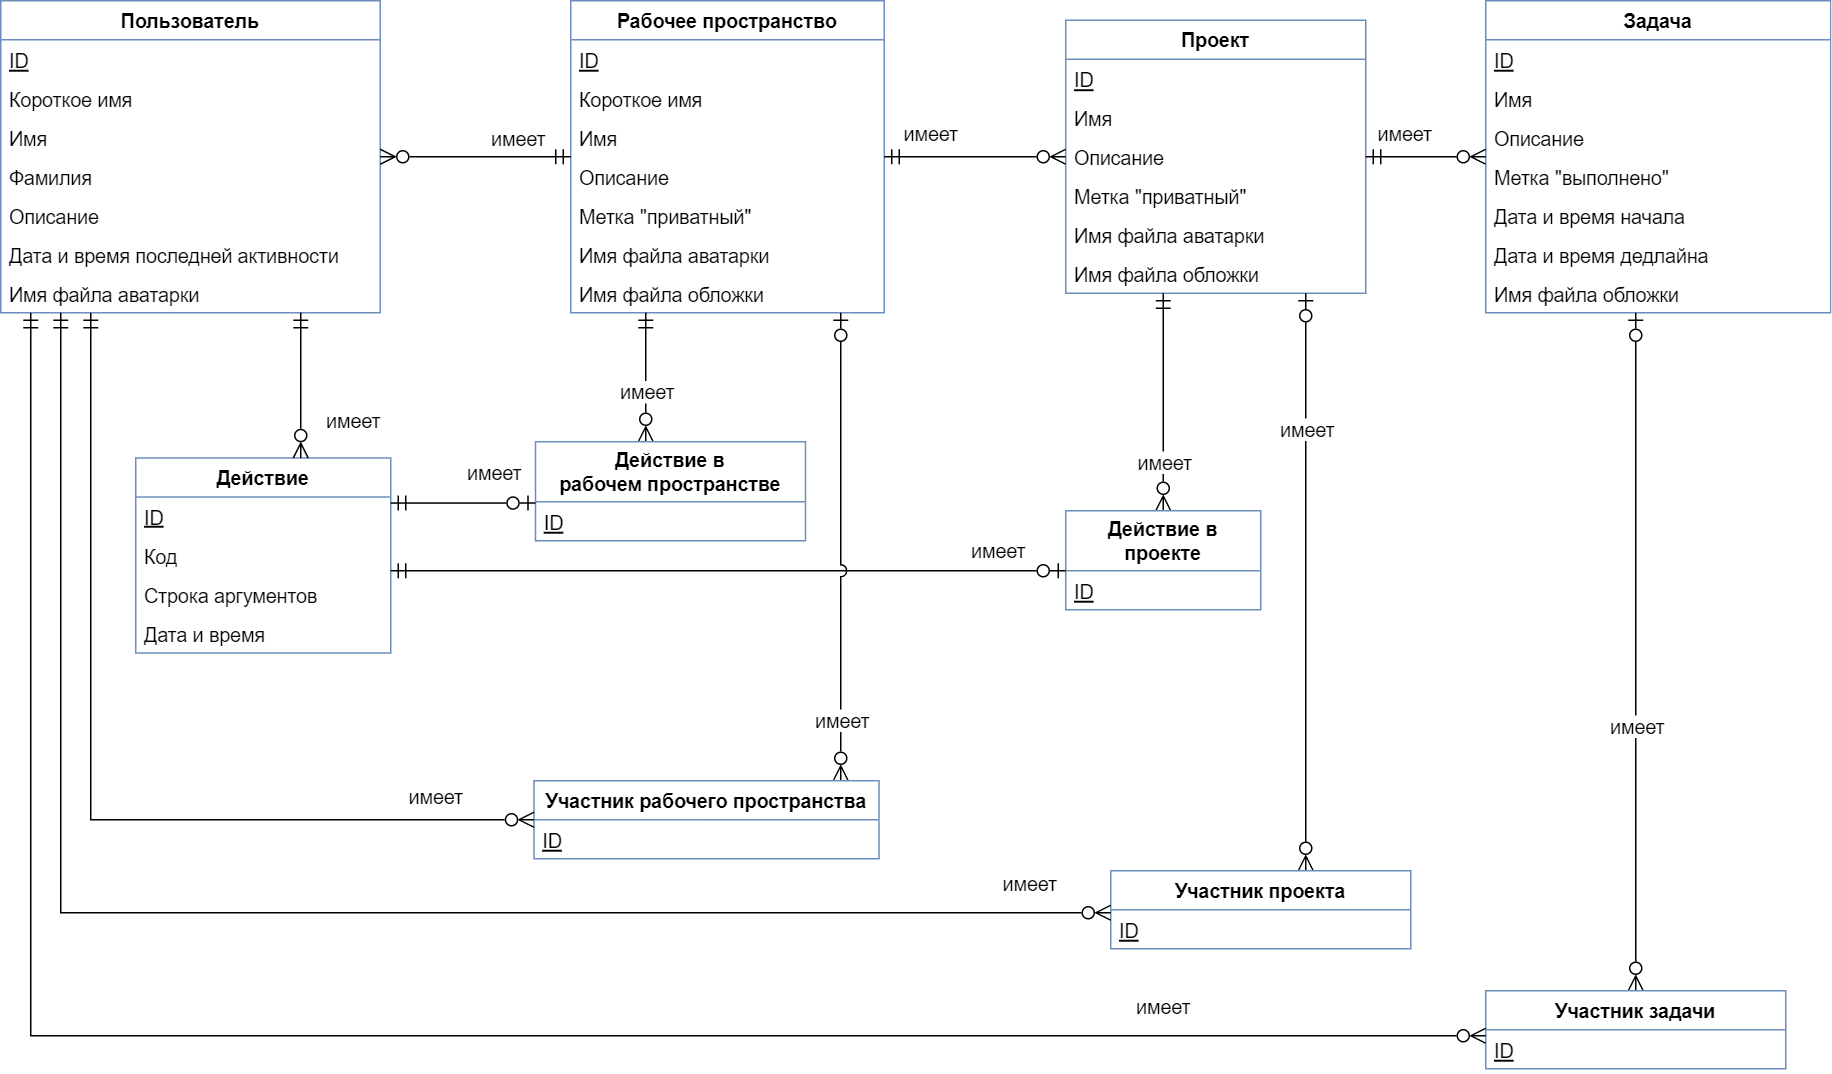 Пользователь
ID
Короткое имя
Имя
Фамилия
Описание
Дата и время последней активности
Имя файла аватарки
имеет
Рабочее пространство
ID
Короткое имя
Имя
Описание
Метка "приватный"
Имя файла аватарки
Имя файла обложки
имеет
Проект
ID
Имя
Описание
Метка "приватный"
Имя файла аватарки
Имя файла обложки
имеет
Задача
ID
Имя
Описание
Метка "выполнено"
Дата и время начала
Дата и время дедлайна
Имя файла обложки
имеет
имеет
имеет
имеет
Действие
ID
Код
Строка аргументов
Дата и время
имеет
Действие в
рабочем пространстве
ID
имеет
Действие в
проекте
ID
имеет
имеет
имеет
имеет
Участник рабочего пространства
ID
имеет
Участник проекта
ID
имеет
Участник задачи
ID